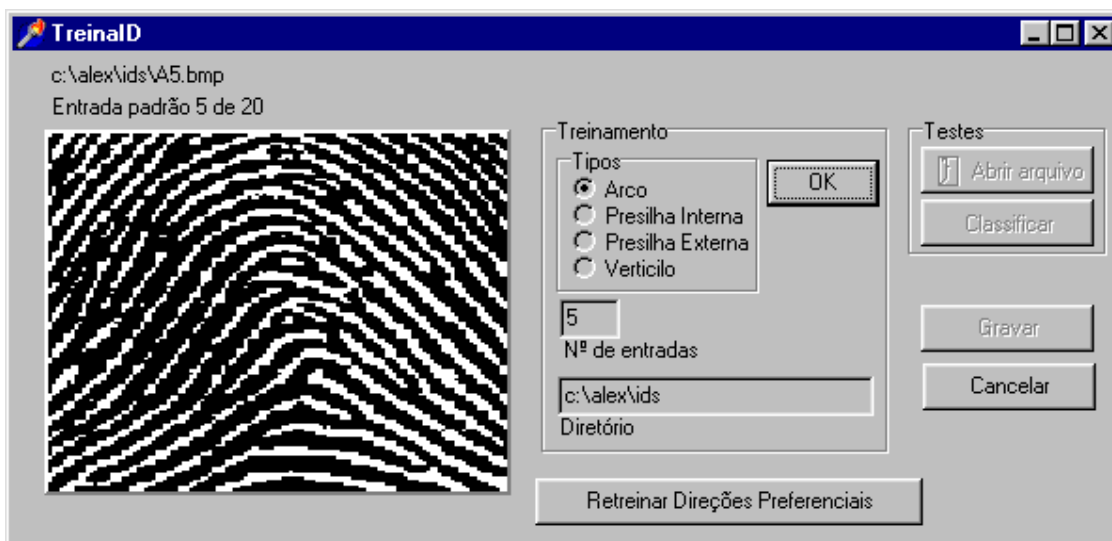 TreinaID
c:\alex\ids\A5.bmp
Entrada padrão 5 de 20
Treinamento
Tipos
Arco
Presilha Interna
Presilha Externa
Verticilo
OK
5
Nº de entradas
c:\alex\ids
Diretório
Retreinar Direções Preferenciais
Testes
Abrir arquivo
Classificar
Gravar
Cancelar